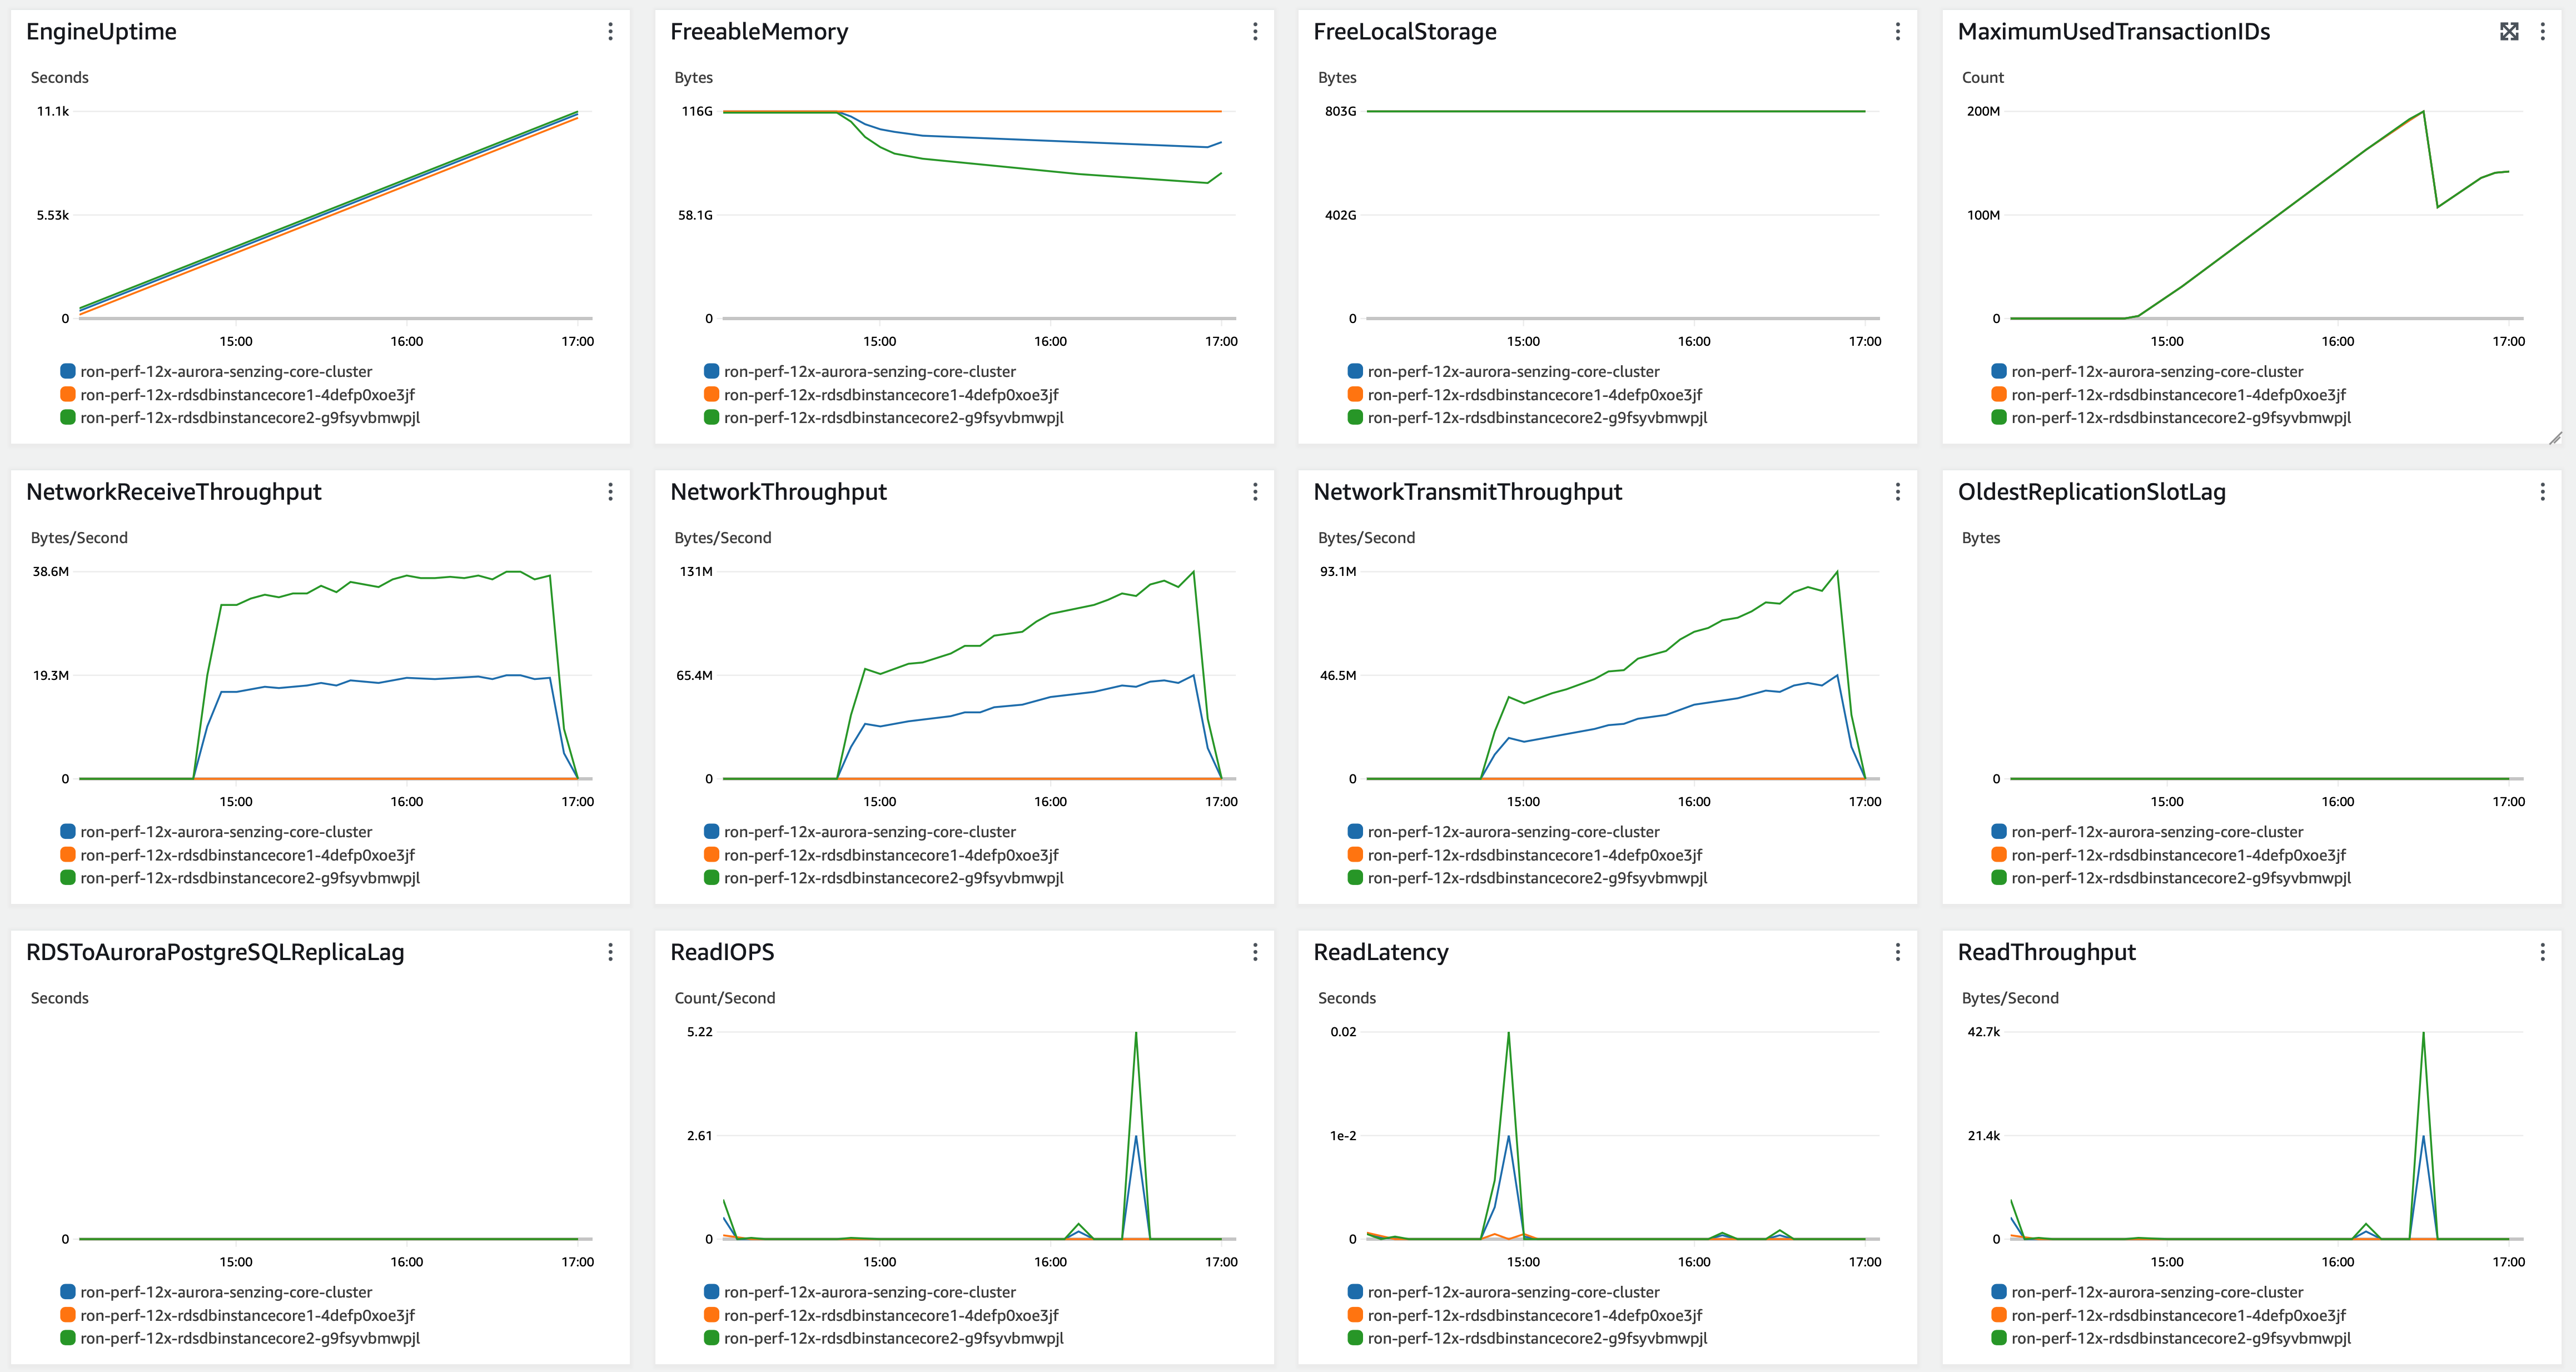 EngineUptime
Seconds
11.1k
5.53k
0
15:00 16:00 17:00
ron-perf-12x-aurora-senzing-core-cluster
ron-perf-12x-rdsdbinstancecore1-4defp0xoe3jf
ron-perf-12x-rdsdbinstancecore2-g9fsyvbmwpjl
FreeableMemory
Bytes
116G
58.1G
0
15:00 16:00 17:00
ron-perf-12x-aurora-senzing-core-cluster
ron-perf-12x-rdsdbinstancecore1-4defp0xoe3jf
ron-perf-12x-rdsdbinstancecore2-g9fsyvbmwpjl
FreeLocalStorage
Bytes
803G
402G
0
15:00 16:00 17:00
ron-perf-12x-aurora-senzing-core-cluster
ron-perf-12x-rdsdbinstancecore1-4defp0xoe3jf
ron-perf-12x-rdsdbinstancecore2-g9fsyvbmwpjl
MaximumUsedTransactionIDs
Count
200M
100M
0
15:00 16:00 17:00
ron-perf-12x-aurora-senzing-core-cluster
ron-perf-12x-rdsdbinstancecore1-4defp0xoe3jf
ron-perf-12x-rdsdbinstancecore2-g9fsyvbmwpjl
NetworkReceiveThroughput
Bytes/Second
38.6M
19.3M
0
15:00 16:00 17:00
ron-perf-12x-aurora-senzing-core-cluster
ron-perf-12x-rdsdbinstancecore1-4defp0xoe3jf
ron-perf-12x-rdsdbinstancecore2-g9fsyvbmwpjl
NetworkThroughput
Bytes/Second
131M
65.4M
0
15:00 16:00 17:00
ron-perf-12x-aurora-senzing-core-cluster
ron-perf-12x-rdsdbinstancecore1-4defp0xoe3jf
ron-perf-12x-rdsdbinstancecore2-g9fsyvbmwpjl
NetworkTransmitThroughput
Bytes/Second
93.1M
46.5M
0
15:00 16:00 17:00
ron-perf-12x-aurora-senzing-core-cluster
ron-perf-12x-rdsdbinstancecore1-4defp0xoe3jf
ron-perf-12x-rdsdbinstancecore2-g9fsyvbmwpjl
OldestReplicationSlotLag
Bytes
0
15:00 16:00 17:00
ron-perf-12x-aurora-senzing-core-cluster
ron-perf-12x-rdsdbinstancecore1-4defp0xoe3jf
ron-perf-12x-rdsdbinstancecore2-g9fsyvbmwpjl
RDSToAuroraPostgreSQLReplicaLag
Seconds
0
15:00 16:00 17:00
ron-perf-12x-aurora-senzing-core-cluster
ron-perf-12x-rdsdbinstancecore1-4defp0xoe3jf
ron-perf-12x-rdsdbinstancecore2-g9fsyvbmwpjl
ReadIOPS
Count/Second
5.22
2.61
0
15:00 16:00 17:00
ron-perf-12x-aurora-senzing-core-cluster
ron-perf-12x-rdsdbinstancecore1-4defp0xoe3jf
ron-perf-12x-rdsdbinstancecore2-g9fsyvbmwpjl
ReadLatency
Seconds
0.02
1e-2
0
15:00 16:00 17:00
ron-perf-12x-aurora-senzing-core-cluster
ron-perf-12x-rdsdbinstancecore1-4defp0xoe3jf
ron-perf-12x-rdsdbinstancecore2-g9fsyvbmwpjl
ReadThroughput
Bytes/Second
42.7k
21.4k
0
15:00 16:00 17:00
ron-perf-12x-aurora-senzing-core-cluster
ron-perf-12x-rdsdbinstancecore1-4defp0xoe3jf
ron-perf-12x-rdsdbinstancecore2-g9fsyvbmwpjl